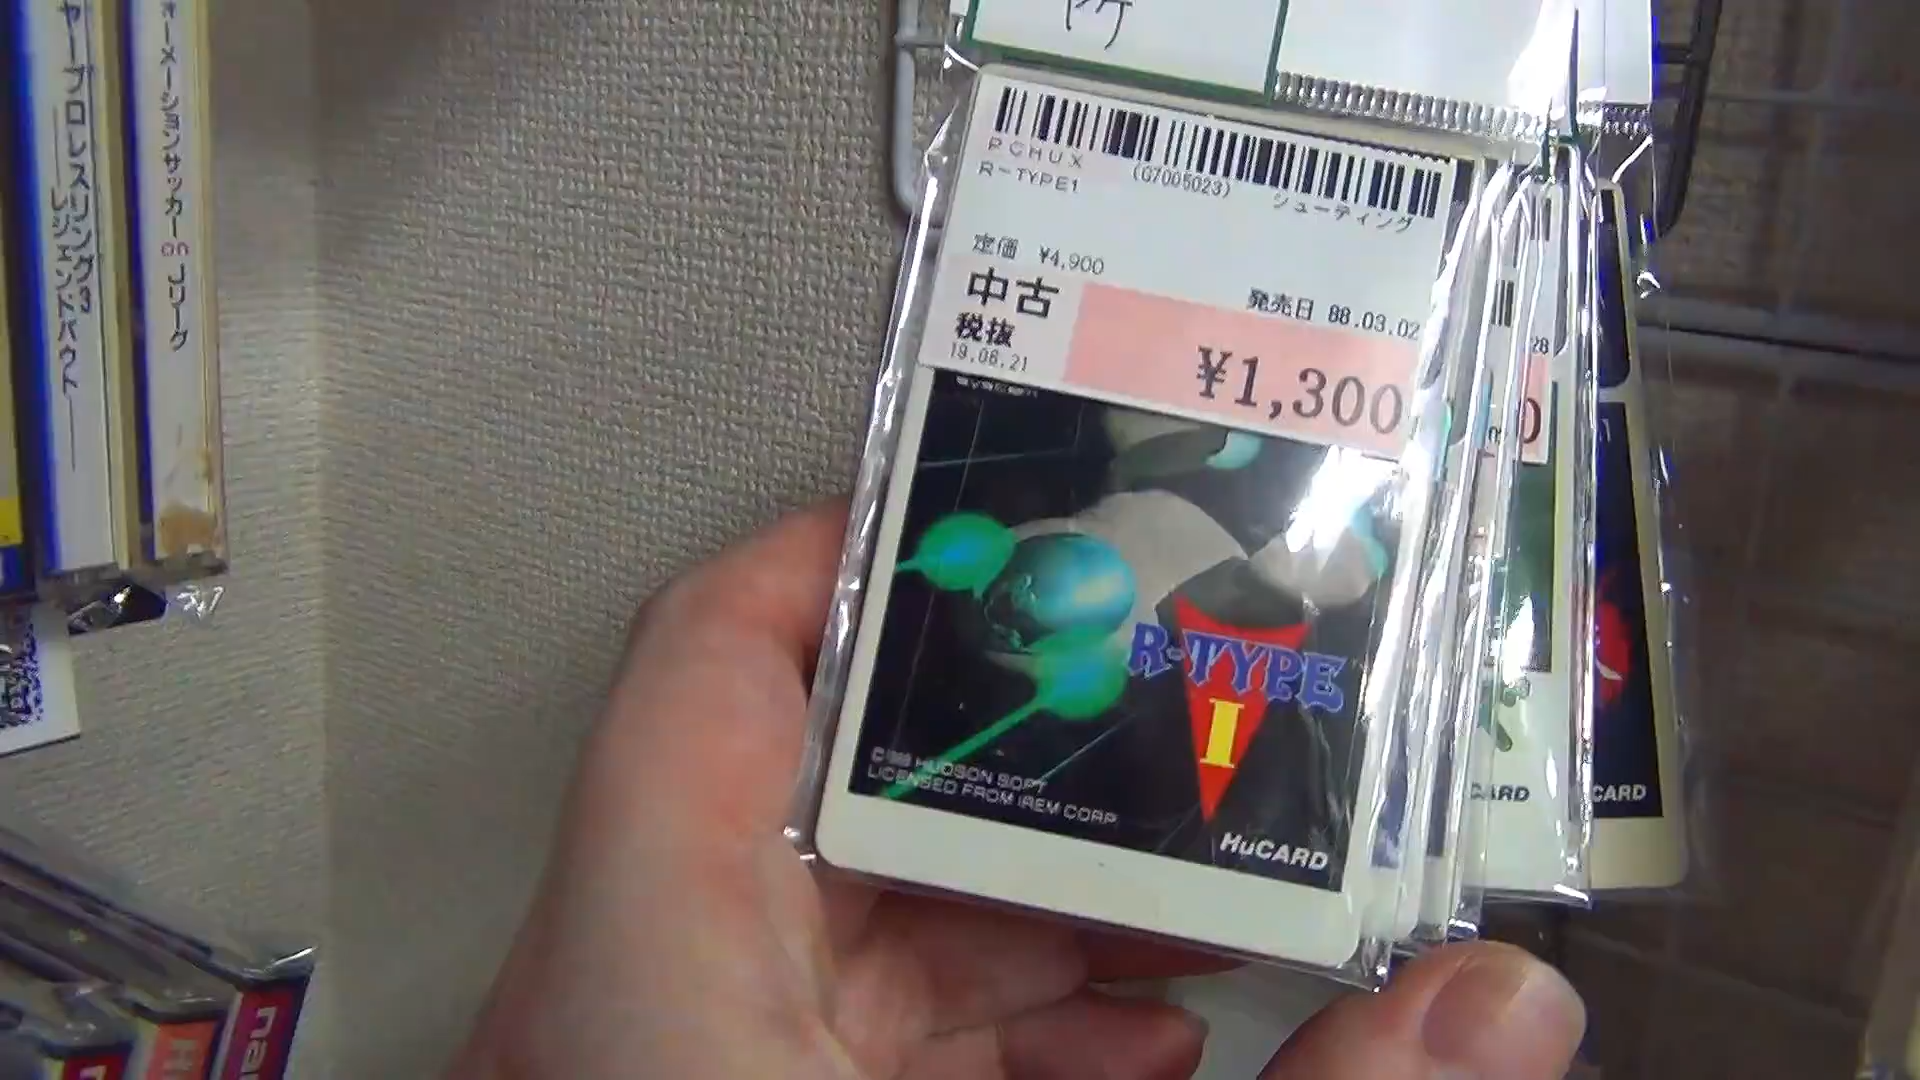 ヤープロレスリング3
レジェンドバウト
ォーメーションサッカー on Jリーグ
PCHUX
(G7005023)
R-TYPE1
シューティング
定価 ¥4,900
中古
発売日 88.03.02
税抜
¥1,300
19.08.21
R-TYPE
I
HUDSON SOFT
LICENSED FROM IREM CORP
HuCARD
28
0
CARD
CARD